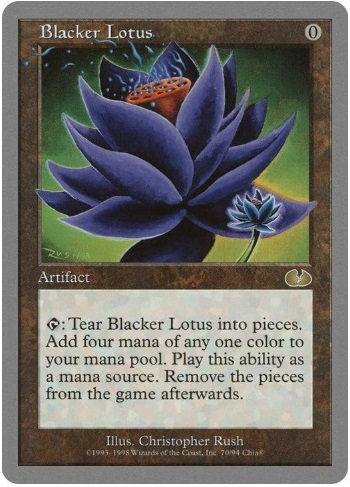 Blacker Lotus 0
Artifact
: Tear Blacker Lotus into pieces.
Add four mana of any one color to
your mana pool. Play this ability as
a mana source. Remove the pieces
from the game afterwards.
Illus. Christopher Rush
©1993-1998 Wizards of the Coast, Inc. 70/94 Chia®